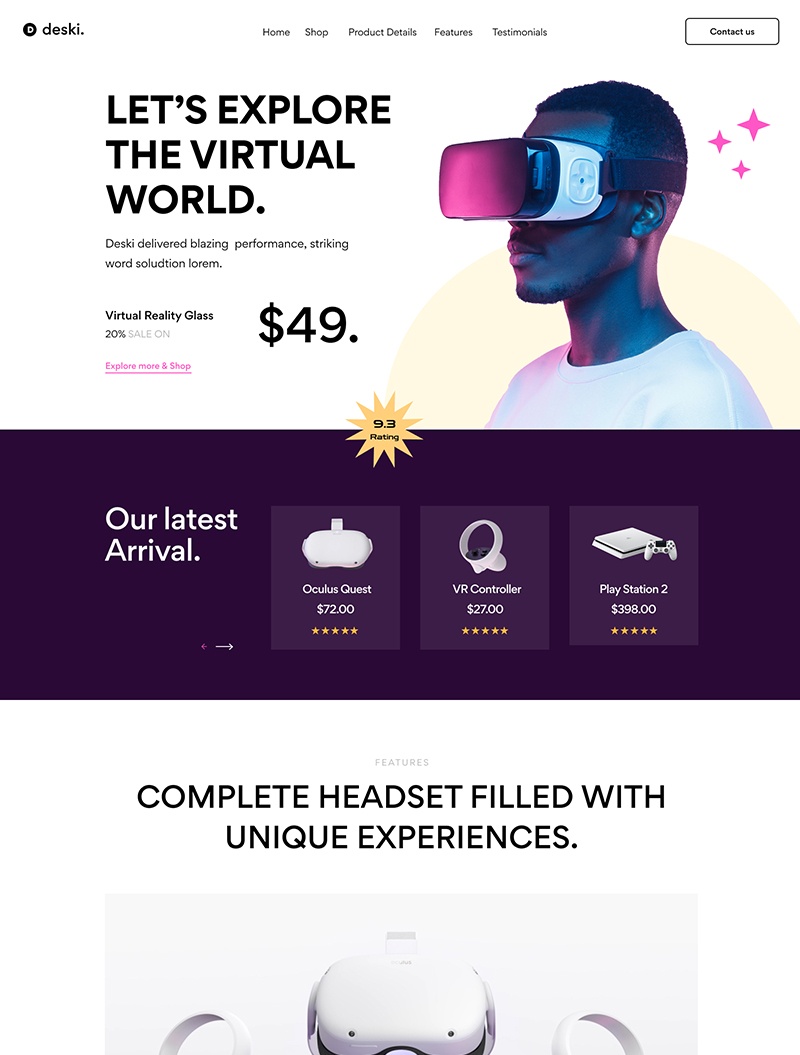 D deski.
Home Shop Product Details Features Testimonials
Contact us
LET’S EXPLORE
THE VIRTUAL
WORLD.
Deski delivered blazing  performance, striking
word soludtion lorem.
Virtual Reality Glass
20% SALE ON
$49.
Explore more & Shop
9.3
Rating
Our latest
Arrival.
Oculus Quest
$72.00
VR Controller
$27.00
Play Station 2
$398.00
FEATURES
COMPLETE HEADSET FILLED WITH
UNIQUE EXPERIENCES.